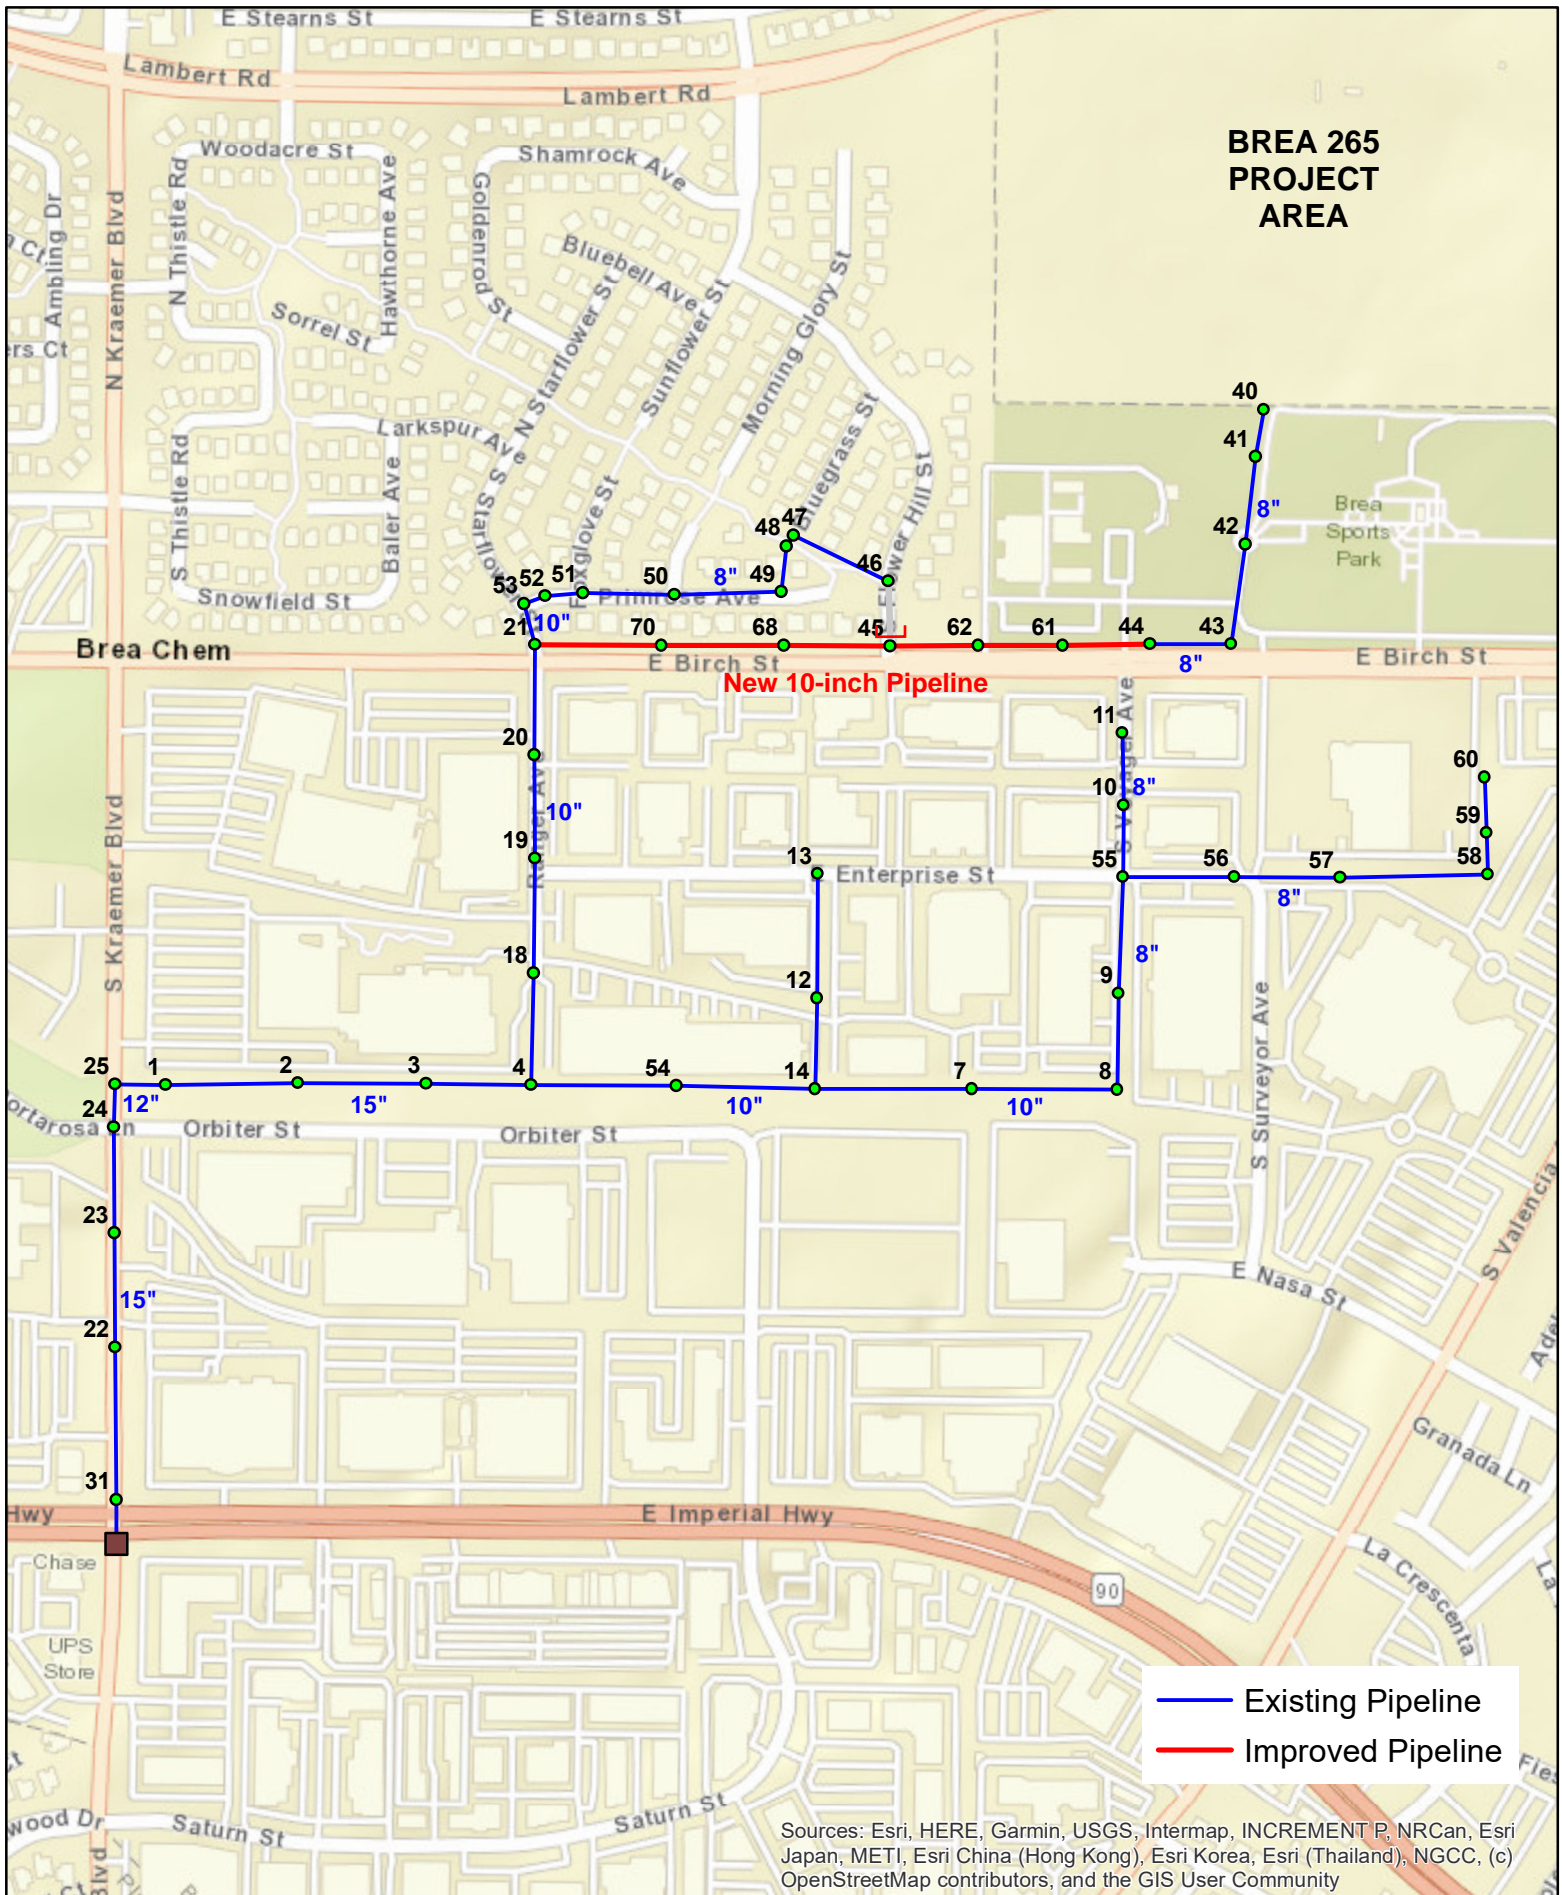 E Stearns St
E Stearns St
Lambert Rd
Lambert Rd
BREA 265
PROJECT
AREA
Woodacre St
Shamrock Ave
N Kraemer Blvd
Ambling Dr
N Thistle Rd
Hawthorne Ave
Goldenrod St
Bluebell Ave
Sorrel St
N Starflower St
Sunflower St
Morning Glory St
Larkspur Ave
Bluegrass St
S Thistle Rd
Baler Ave
Foxglove St
Snowfield St
Primrose Ave
Brea
Sports
Park
40
41
8"
42
47
48
46
53
52
51
50
8"
49
10"
21
70
68
45
62
61
44
43
8"
Brea Chem
E Birch St
E Birch St
New 10-inch Pipeline
11
20
10
8"
60
10"
59
19
13
Enterprise St
55
56
57
58
8"
S Kraemer Blvd
Ranger Ave
S Voyager Ave
18
12
9
8"
S Surveyor Ave
25
1
2
3
4
54
14
7
8
12"
15"
10"
10"
24
Orbiter St
Orbiter St
23
15"
22
E Nasa St
S Valencia
Granada Ln
31
Hwy
E Imperial Hwy
Chase
90
La Crescenta
UPS
Store
Existing Pipeline
Improved Pipeline
wood Dr
Saturn St
Saturn St
Blvd
Sources: Esri, HERE, Garmin, USGS, Intermap, INCREMENT P, NRCan, Esri
Japan, METI, Esri China (Hong Kong), Esri Korea, Esri (Thailand), NGCC, (c)
OpenStreetMap contributors, and the GIS User Community